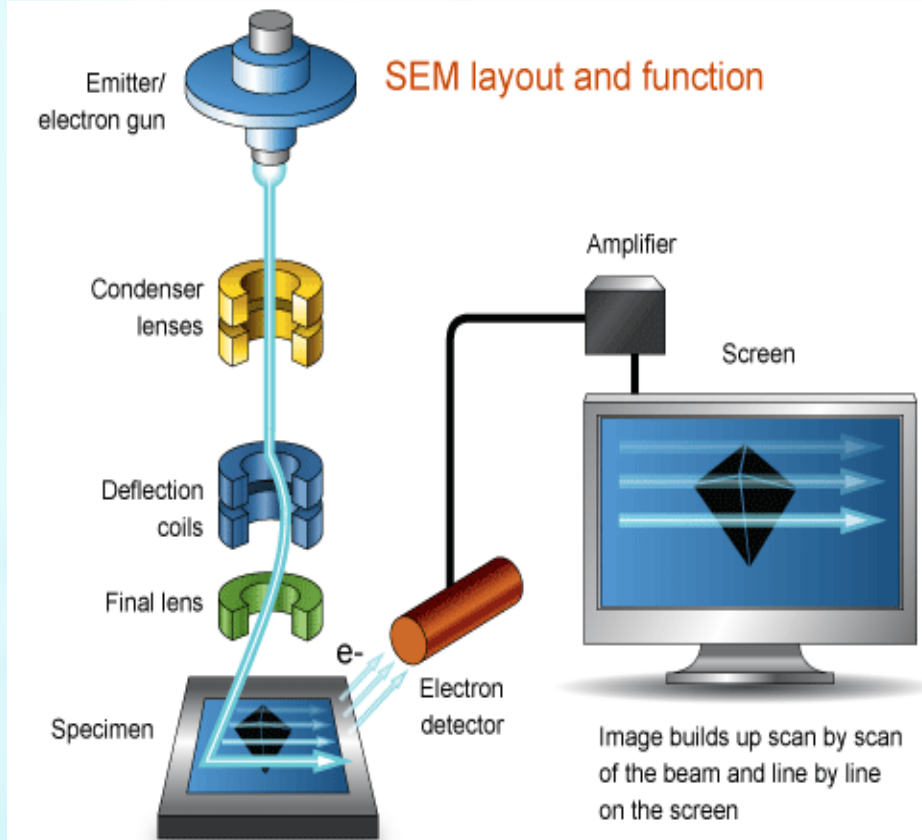 SEM layout and function
Emitter/
electron gun
Condenser
lenses
Amplifier
Screen
Deflection
coils
Final lens
e-
Electron
detector
Specimen
Image builds up scan by scan
of the beam and line by line
on the screen